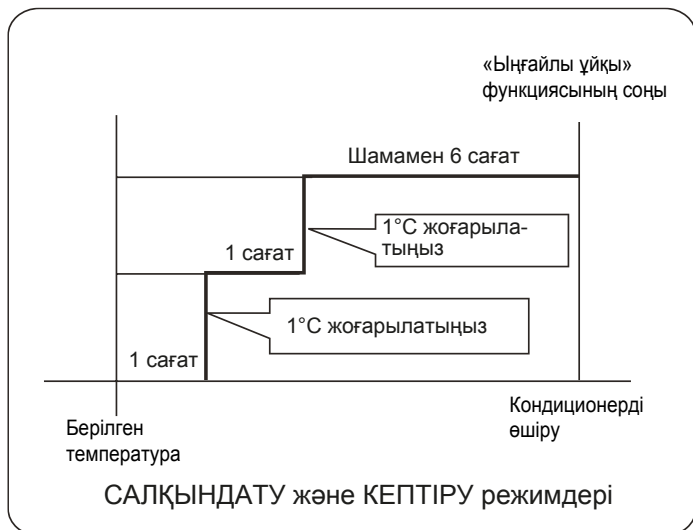 «Ыңғайлы ұйқы»
функциясының соңы
Шамамен 6 сағат
1°C жоғарыла-
тыңыз
1 сағат
1°C жоғарылатыңыз
1 сағат
Берілген
температура
Кондиционерді
өшіру
САЛҚЫНДАТУ және КЕПТІРУ режимдері